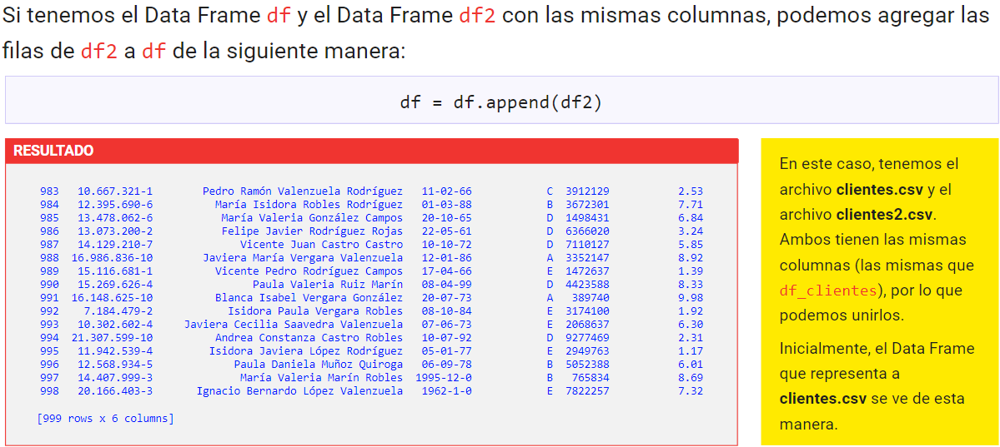 Si tenemos el Data Frame df y el Data Frame df2 con las mismas columnas, podemos agregar las
filas de df2 a df de la siguiente manera:
df = df.append(df2)
RESULTADO
983 10.667.321-1 Pedro Ramón Valenzuela Rodríguez 11-02-66 C 3912129 2.53
984 12.395.690-6 María Isidora Robles Rodríguez 01-03-88 B 3672301 7.71
985 13.478.062-6 María Valeria González Campos 20-10-65 D 1498431 6.84
986 13.073.200-2 Felipe Javier Rodríguez Rojas 22-05-61 D 6366020 3.24
987 14.129.210-7 Vicente Juan Castro Castro 10-10-72 D 7110127 5.85
988 16.986.836-10 Javiera María Vergara Valenzuela 12-01-86 A 3352147 8.92
989 15.116.681-1 Vicente Pedro Rodríguez Campos 17-04-66 E 1472637 1.39
990 15.269.626-4 Paula Valeria Ruiz Marín 08-04-99 D 4423588 8.33
991 16.148.625-10 Blanca Isabel Vergara González 20-07-73 A 389740 9.98
992 7.184.479-2 Isidora Paula Vergara Robles 08-10-84 E 3174100 1.92
993 10.302.602-4 Javiera Cecilia Saavedra Valenzuela 07-06-73 E 2068637 6.30
994 21.307.599-10 Andrea Constanza Castro Robles 10-07-92 D 9277469 2.31
995 11.942.539-4 Isidora Javiera López Rodríguez 05-01-77 E 2949763 1.17
996 12.568.934-5 Paula Daniela Muñoz Quiroga 06-09-78 B 5052388 6.01
997 14.407.999-3 María Valeria Marín Robles 1995-12-0 B 765834 8.69
998 20.166.403-3 Ignacio Bernardo López Valenzuela 1962-1-0 E 7822257 7.32
[999 rows x 6 columns]
En este caso, tenemos el
archivo clientes.csv y el
archivo clientes2.csv.
Ambos tienen las mismas
columnas (las mismas que
df_clientes), por lo que
podemos unirlos.
Inicialmente, el Data Frame
que representa a
clientes.csv se ve de esta
manera.